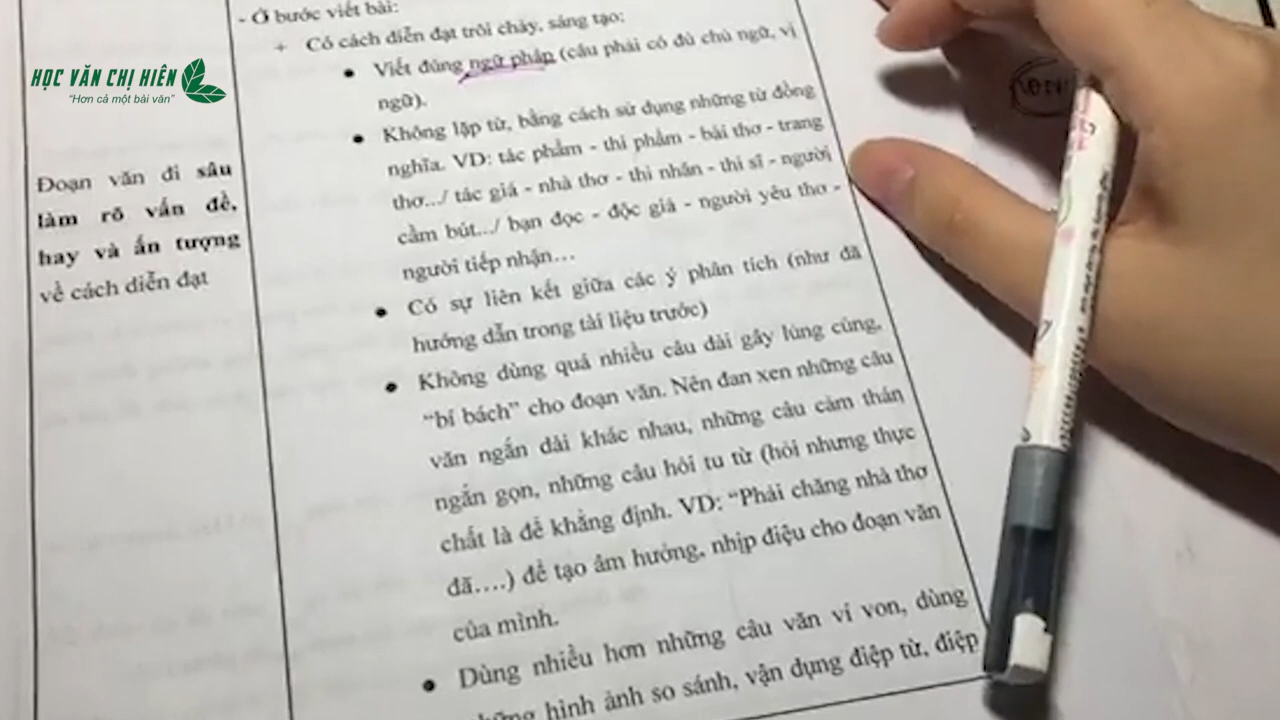 HỌC VĂN CHỊ HIÊN
“Hơn cả một bài văn”
Đoạn văn đi sâu
làm rõ vấn đề,
hay và ấn tượng
về cách diễn đạt
- Ở bước viết bài:
+ Có cách diễn đạt trôi chảy, sáng tạo:
• Viết đúng ngữ pháp (câu phải có đủ chủ ngữ, vị
ngữ).
• Không lặp từ, bằng cách sử dụng những từ đồng
nghĩa. VD: tác phẩm - thi phẩm - bài thơ - trang
thơ.../ tác giả - nhà thơ - thi nhân - thi sĩ - người
cầm bút.../ bạn đọc - độc giả - người yêu thơ -
người tiếp nhận…
• Có sự liên kết giữa các ý phân tích (như đã
hướng dẫn trong tài liệu trước)
• Không dùng quá nhiều câu dài gây lủng củng,
“bí bách” cho đoạn văn. Nên đan xen những câu
văn ngắn dài khác nhau, những câu cảm thán
ngắn gọn, những câu hỏi tu từ (hỏi nhưng thực
chất là để khẳng định. VD: “Phải chăng nhà thơ
đã….) để tạo âm hưởng, nhịp điệu cho đoạn văn
của mình.
• Dùng nhiều hơn những câu văn ví von, dùng
những hình ảnh so sánh, vận dụng điệp từ, điệp